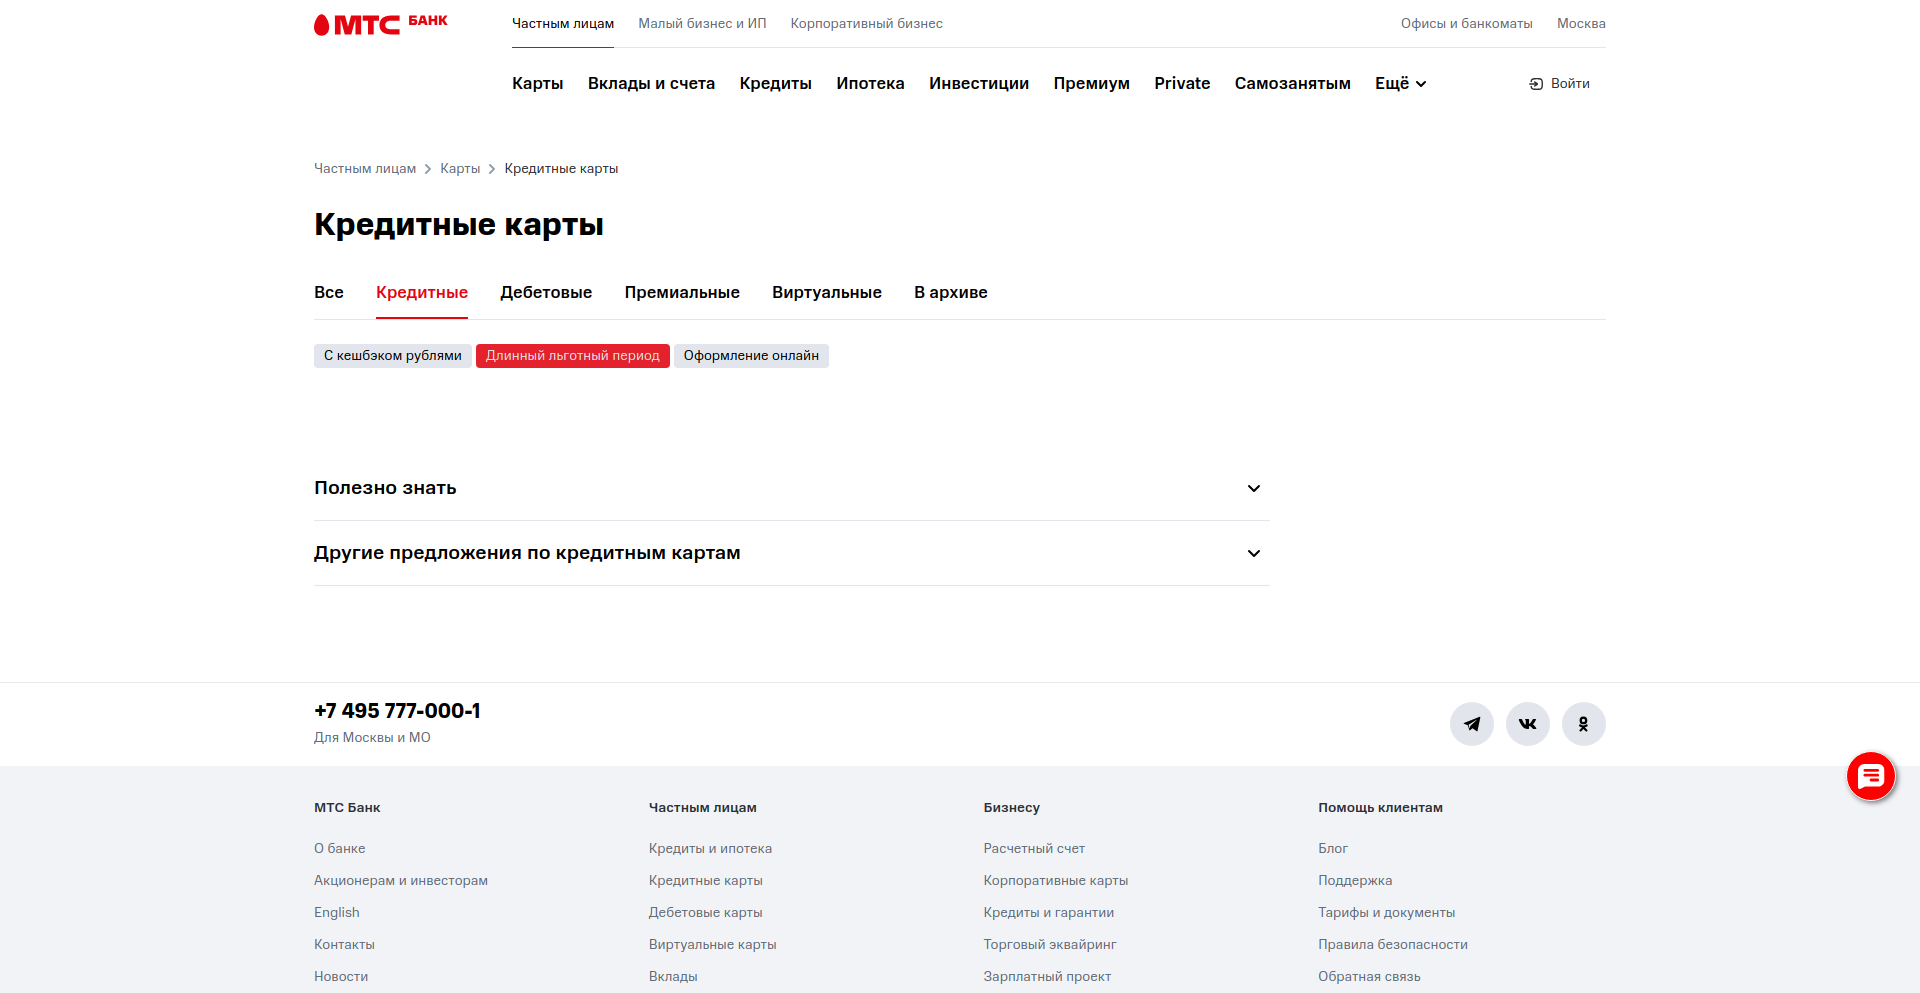 МТС БАНК
Частным лицам Малый бизнес и ИП Корпоративный бизнес Офисы и банкоматы Москва
Карты Вклады и счета Кредиты Ипотека Инвестиции Премиум Private Самозанятым Ещё Войти
Частным лицам Карты Кредитные карты
Кредитные карты
Все Кредитные Дебетовые Премиальные Виртуальные В архиве
С кешбэком рублями Длинный льготный период Оформление онлайн
Полезно знать
Другие предложения по кредитным картам
+7 495 777-000-1
Для Москвы и МО
МТС Банк Частным лицам Бизнесу Помощь клиентам
О банке Кредиты и ипотека Расчетный счет Блог
Акционерам и инвесторам Кредитные карты Корпоративные карты Поддержка
English Дебетовые карты Кредиты и гарантии Тарифы и документы
Контакты Виртуальные карты Торговый эквайринг Правила безопасности
Новости Вклады Зарплатный проект Обратная связь